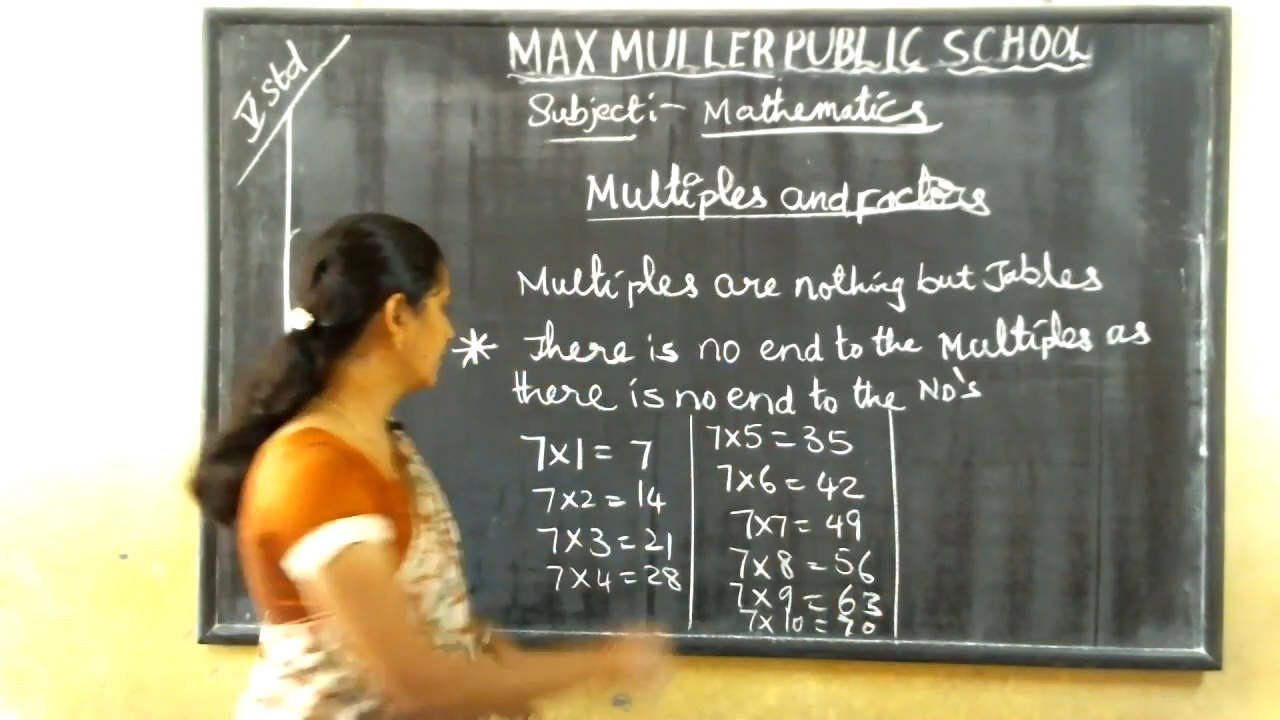 V std
MAX MULLER PUBLIC SCHOOL
Subject:- Mathematics
Multiples and Factors
Multiples are nothing but Tables
* There is no end to the Multiples as
there is no end to the No's
7x1 = 7
7x2 = 14
7x3 = 21
7x4 = 28
7x5 = 35
7x6 = 42
7x7 = 49
7x8 = 56
7x9 = 63
7x10 = 70